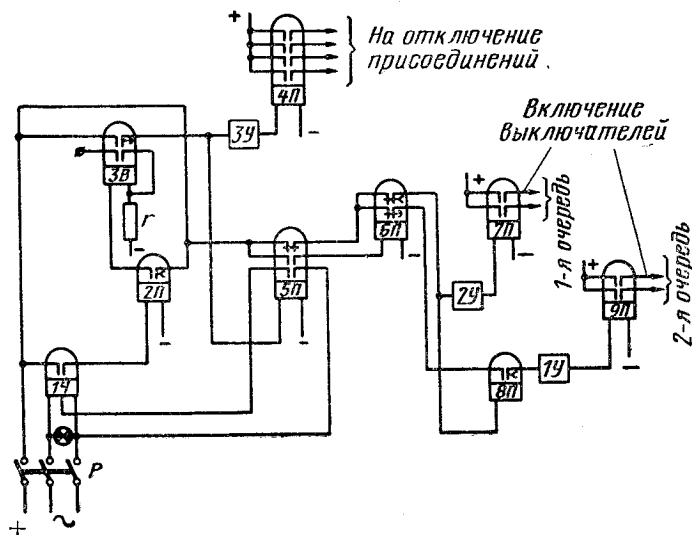 +
4П
–
На отключение
присоединений.
3У
3В
r
–
2П
–
5П
–
6П
–
Включение
выключателей
+
7П
–
1-я очередь
+
9П
–
2-я очередь
2У
8П
1У
1Ч
Р
+
~